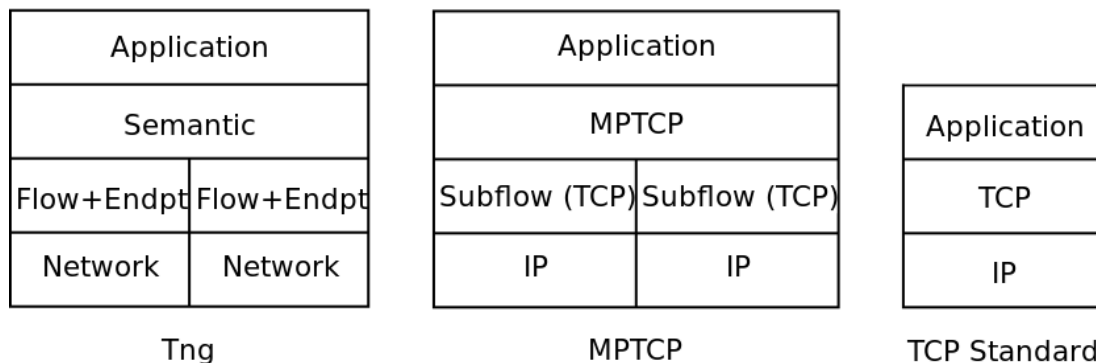 Application
Semantic
Flow+Endpt Flow+Endpt
Network Network
Tng
Application
MPTCP
Subflow (TCP) Subflow (TCP)
IP IP
MPTCP
Application
TCP
IP
TCP Standard